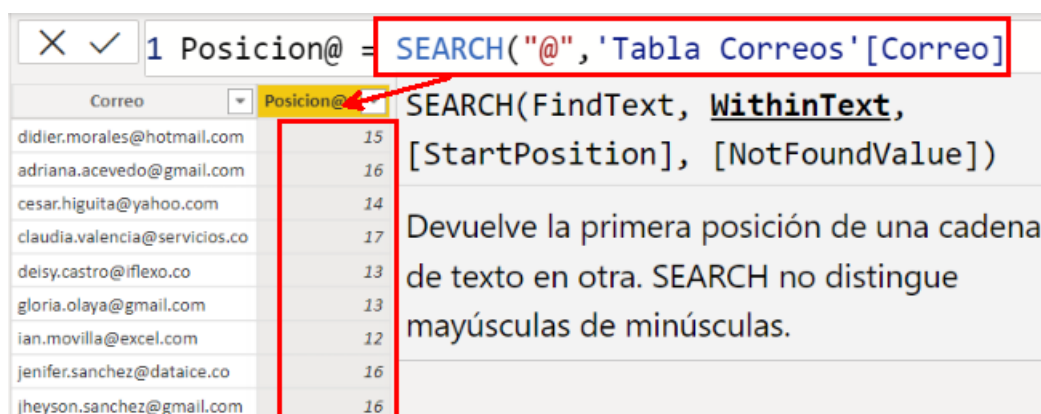 1 Posicion@ = SEARCH("@",'Tabla Correos'[Correo]
SEARCH(FindText, WithinText,
[StartPosition], [NotFoundValue])
Devuelve la primera posición de una cadena
de texto en otra. SEARCH no distingue
mayúsculas de minúsculas.
Correo Posicion@
didier.morales@hotmail.com 15
adriana.acevedo@gmail.com 16
cesar.higuita@yahoo.com 14
claudia.valencia@servicios.co 17
deisy.castro@iflexo.co 13
gloria.olaya@gmail.com 13
ian.movilla@excel.com 12
jenifer.sanchez@dataice.co 16
jheyson.sanchez@gmail.com 16